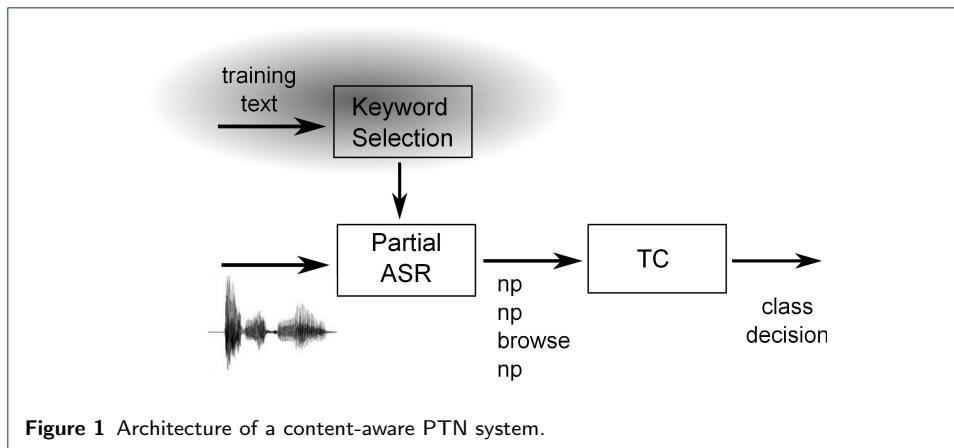 training
text
Keyword
Selection
Partial
ASR
TC
np
np
browse
np
class
decision
Figure 1 Architecture of a content-aware PTN system.